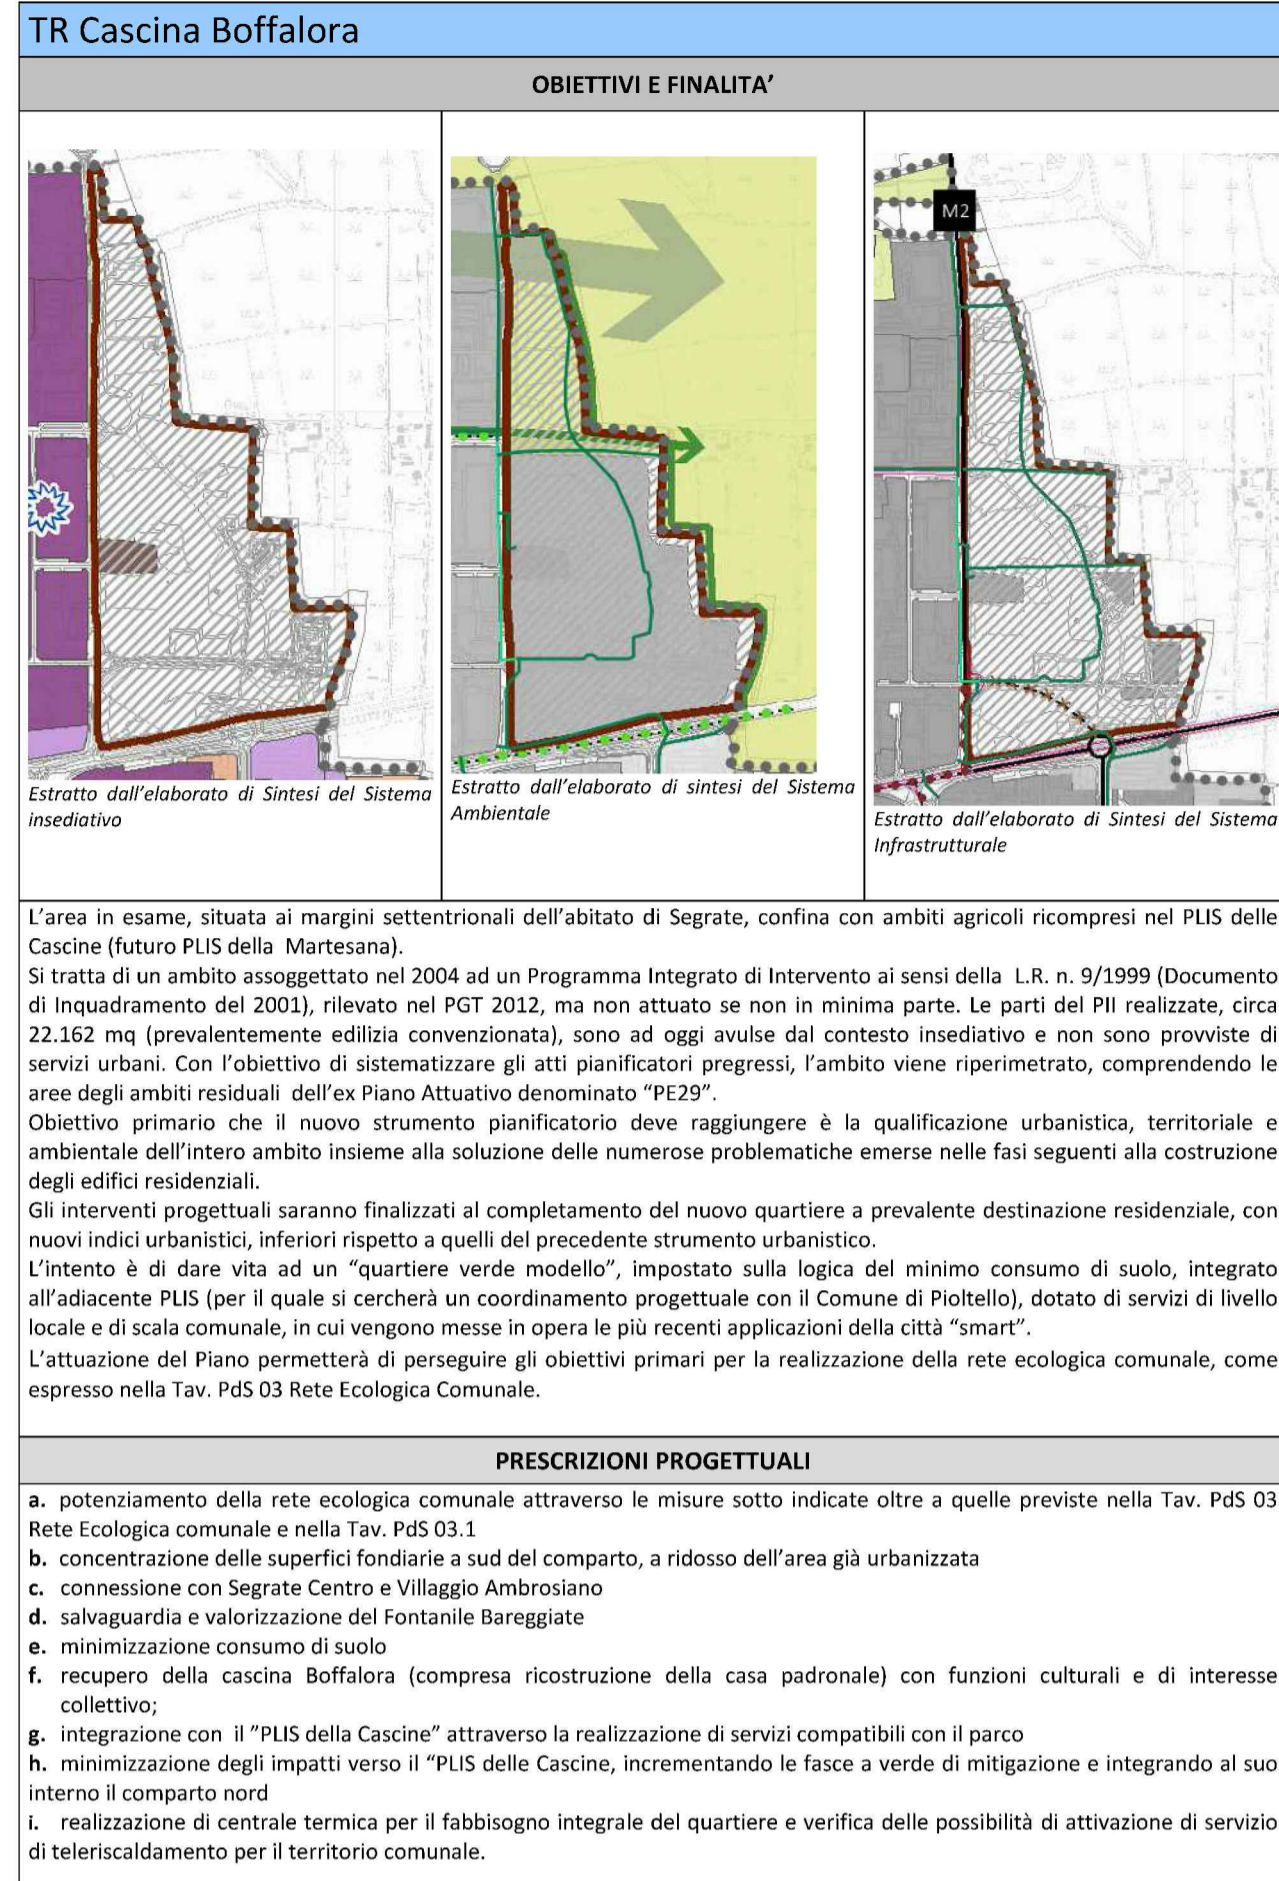 TR Cascina Boffalora
OBIETTIVI E FINALITA’
M2
Estratto dall’elaborato di Sintesi del Sistema
insediativo
Estratto dall’elaborato di sintesi del Sistema
Ambientale
Estratto dall’elaborato di Sintesi del Sistema
Infrastrutturale
L’area in esame, situata ai margini settentrionali dell’abitato di Segrate, confina con ambiti agricoli ricompresi nel PLIS delle
Cascine (futuro PLIS della Martesana).
Si tratta di un ambito assoggettato nel 2004 ad un Programma Integrato di Intervento ai sensi della L.R. n. 9/1999 (Documento
di Inquadramento del 2001), rilevato nel PGT 2012, ma non attuato se non in minima parte. Le parti del PII realizzate, circa
22.162 mq (prevalentemente edilizia convenzionata), sono ad oggi avulse dal contesto insediativo e non sono provviste di
servizi urbani. Con l’obiettivo di sistematizzare gli atti pianificatori pregressi, l’ambito viene riperimetrato, comprendendo le
aree degli ambiti residuali dell’ex Piano Attuativo denominato “PE29”.
Obiettivo primario che il nuovo strumento pianificatorio deve raggiungere è la qualificazione urbanistica, territoriale e
ambientale dell’intero ambito insieme alla soluzione delle numerose problematiche emerse nelle fasi seguenti alla costruzione
degli edifici residenziali.
Gli interventi progettuali saranno finalizzati al completamento del nuovo quartiere a prevalente destinazione residenziale, con
nuovi indici urbanistici, inferiori rispetto a quelli del precedente strumento urbanistico.
L’intento è di dare vita ad un “quartiere verde modello”, impostato sulla logica del minimo consumo di suolo, integrato
all’adiacente PLIS (per il quale si cercherà un coordinamento progettuale con il Comune di Pioltello), dotato di servizi di livello
locale e di scala comunale, in cui vengono messe in opera le più recenti applicazioni della città “smart”.
L’attuazione del Piano permetterà di perseguire gli obiettivi primari per la realizzazione della rete ecologica comunale, come
espresso nella Tav. PdS 03 Rete Ecologica Comunale.
PRESCRIZIONI PROGETTUALI
a. potenziamento della rete ecologica comunale attraverso le misure sotto indicate oltre a quelle previste nella Tav. PdS 03
Rete Ecologica comunale e nella Tav. PdS 03.1
b. concentrazione delle superfici fondiarie a sud del comparto, a ridosso dell’area già urbanizzata
c. connessione con Segrate Centro e Villaggio Ambrosiano
d. salvaguardia e valorizzazione del Fontanile Bareggiate
e. minimizzazione consumo di suolo
f. recupero della cascina Boffalora (compresa ricostruzione della casa padronale) con funzioni culturali e di interesse
collettivo;
g. integrazione con il ”PLIS della Cascine” attraverso la realizzazione di servizi compatibili con il parco
h. minimizzazione degli impatti verso il “PLIS delle Cascine, incrementando le fasce a verde di mitigazione e integrando al suo
interno il comparto nord
i. realizzazione di centrale termica per il fabbisogno integrale del quartiere e verifica delle possibilità di attivazione di servizio
di teleriscaldamento per il territorio comunale.